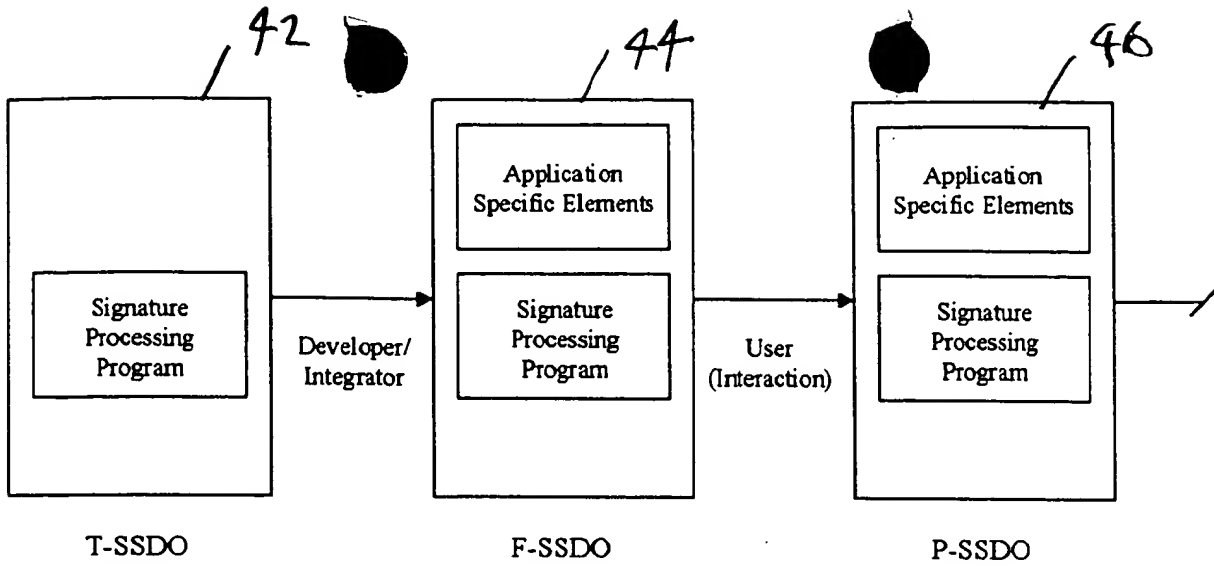 42
44
46
Application
Specific Elements
Application
Specific Elements
Signature
Processing
Program
Developer/
Integrator
Signature
Processing
Program
User
(Interaction)
Signature
Processing
Program
T-SSDO
F-SSDO
P-SSDO